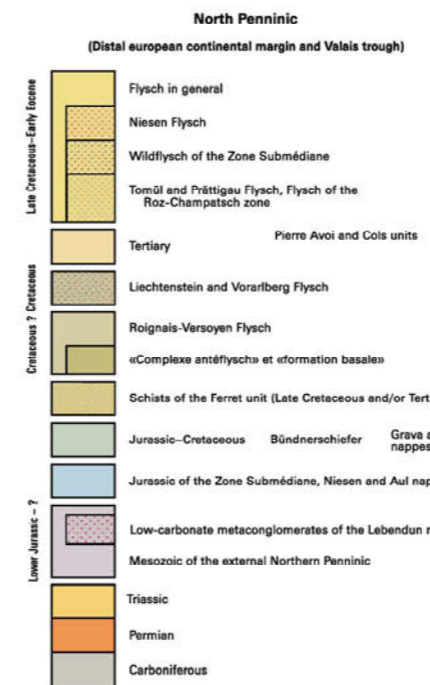 North Penninic
(Distal european continental margin and Valais trough)
Late Cretaceous–Early Eocene
Flysch in general
Niesen Flysch
Wildflysch of the Zone Submédiane
Tomül and Prättigau Flysch, Flysch of the
Roz-Champatsch zone
Tertiary
Pierre Avoi and Cols units
Cretaceous ? Cretaceous
Liechtenstein and Vorarlberg Flysch
Roignais-Versoyen Flysch
«Complexe antéflysch» et «formation basale»
Schists of the Ferret unit (Late Cretaceous and/or Tert
Jurassic–Cretaceous Bündnerschiefer Grava a
nappes
Jurassic of the Zone Submédiane, Niesen and Aul nap
Lower Jurassic – ?
Low-carbonate metaconglomerates of the Lebendun n
Mesozoic of the external Northern Penninic
Triassic
Permian
Carboniferous